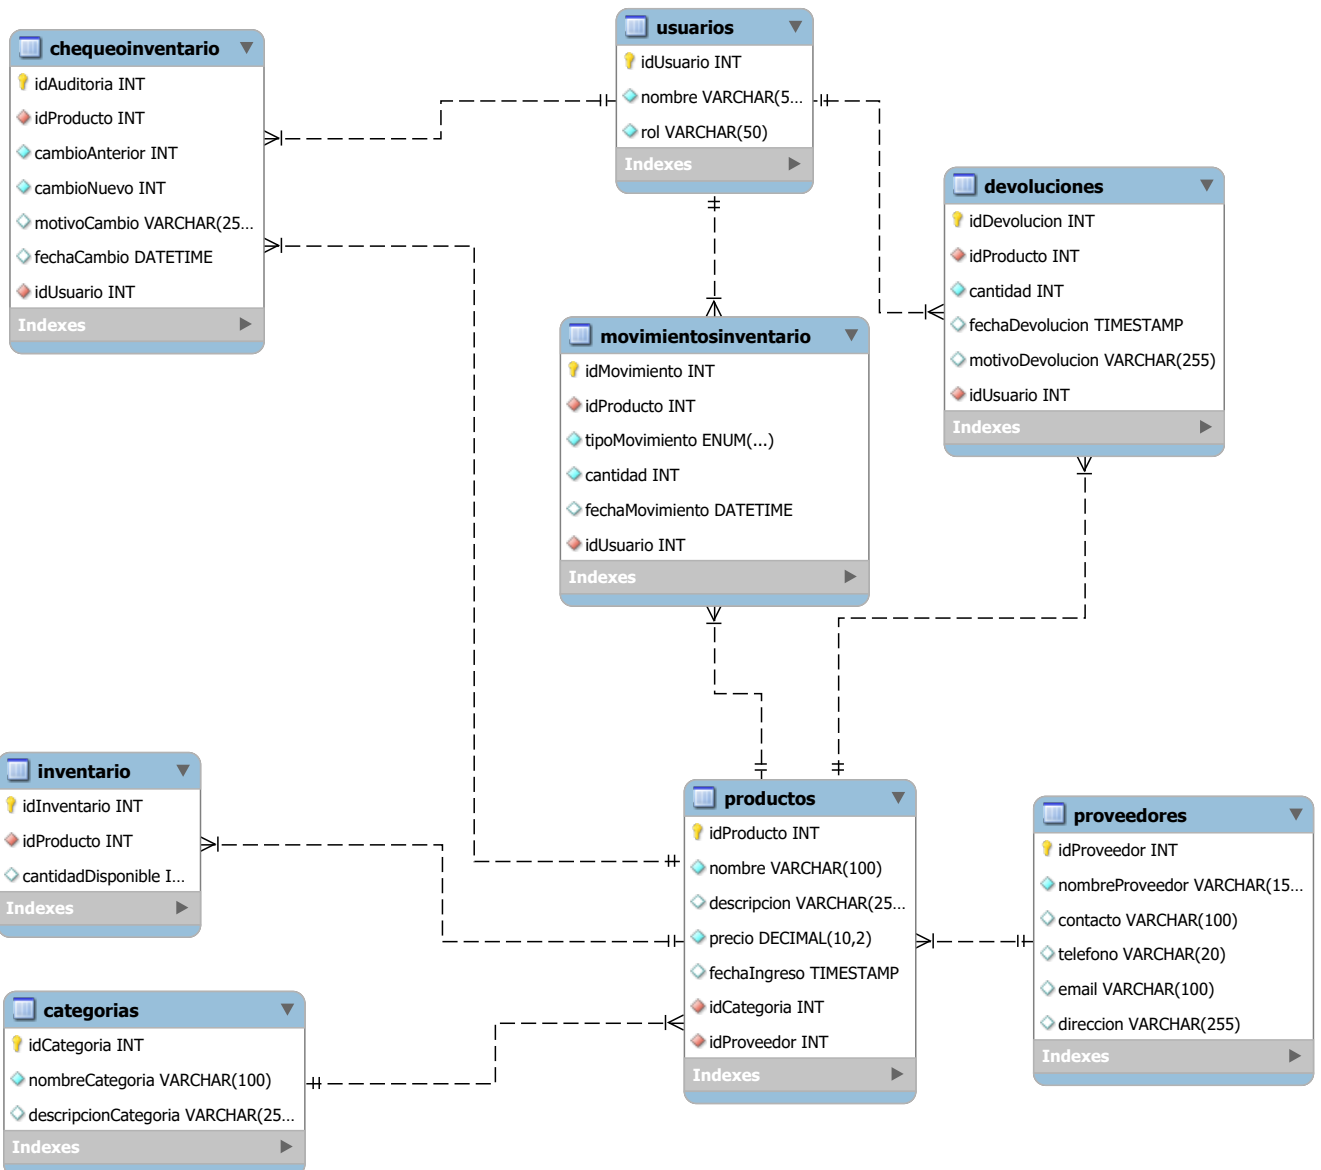 chequeoinventario
idAuditoria INT
idProducto INT
cambioAnterior INT
cambioNuevo INT
motivoCambio VARCHAR(25...
fechaCambio DATETIME
idUsuario INT
Indexes
usuarios
idUsuario INT
nombre VARCHAR(5...
rol VARCHAR(50)
Indexes
devoluciones
idDevolucion INT
idProducto INT
cantidad INT
fechaDevolucion TIMESTAMP
motivoDevolucion VARCHAR(255)
idUsuario INT
Indexes
movimientosinventario
idMovimiento INT
idProducto INT
tipoMovimiento ENUM(...)
cantidad INT
fechaMovimiento DATETIME
idUsuario INT
Indexes
inventario
idInventario INT
idProducto INT
cantidadDisponible I...
Indexes
productos
idProducto INT
nombre VARCHAR(100)
descripcion VARCHAR(25...
precio DECIMAL(10,2)
fechaIngreso TIMESTAMP
idCategoria INT
idProveedor INT
Indexes
proveedores
idProveedor INT
nombreProveedor VARCHAR(15...
contacto VARCHAR(100)
telefono VARCHAR(20)
email VARCHAR(100)
direccion VARCHAR(255)
Indexes
categorias
idCategoria INT
nombreCategoria VARCHAR(100)
descripcionCategoria VARCHAR(25...
Indexes